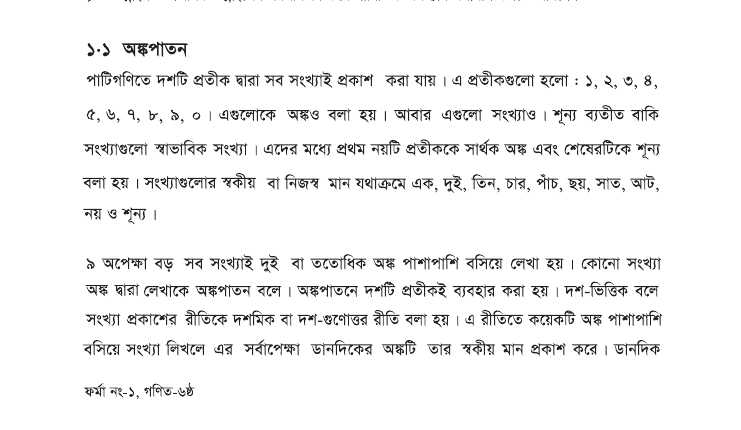 ১.১ অঙ্কপাতন
পাটিগণিতে দশটি প্রতীক দ্বারা সব সংখ্যাই প্রকাশ করা যায়। এ প্রতীকগুলো হলো : ১, ২, ৩, ৪,
৫, ৬, ৭, ৮, ৯, ০। এগুলোকে অঙ্কও বলা হয়। আবার এগুলো সংখ্যাও। শূন্য ব্যতীত বাকি
সংখ্যাগুলো স্বাভাবিক সংখ্যা। এদের মধ্যে প্রথম নয়টি প্রতীককে সার্থক অঙ্ক এবং শেষেরটিকে শূন্য
বলা হয়। সংখ্যাগুলোর স্বকীয় বা নিজস্ব মান যথাক্রমে এক, দুই, তিন, চার, পাঁচ, ছয়, সাত, আট,
নয় ও শূন্য।
৯ অপেক্ষা বড় সব সংখ্যাই দুই বা ততোধিক অঙ্ক পাশাপাশি বসিয়ে লেখা হয়। কোনো সংখ্যা
অঙ্ক দ্বারা লেখাকে অঙ্কপাতন বলে। অঙ্কপাতনে দশটি প্রতীকই ব্যবহার করা হয়। দশ-ভিত্তিক বলে
সংখ্যা প্রকাশের রীতিকে দশমিক বা দশ-গুণোত্তর রীতি বলা হয়। এ রীতিতে কয়েকটি অঙ্ক পাশাপাশি
বসিয়ে সংখ্যা লিখলে এর সর্বাপেক্ষা ডানদিকের অঙ্কটি তার স্বকীয় মান প্রকাশ করে। ডানদিক
ফর্মা নং-১, গণিত-৬ষ্ঠ